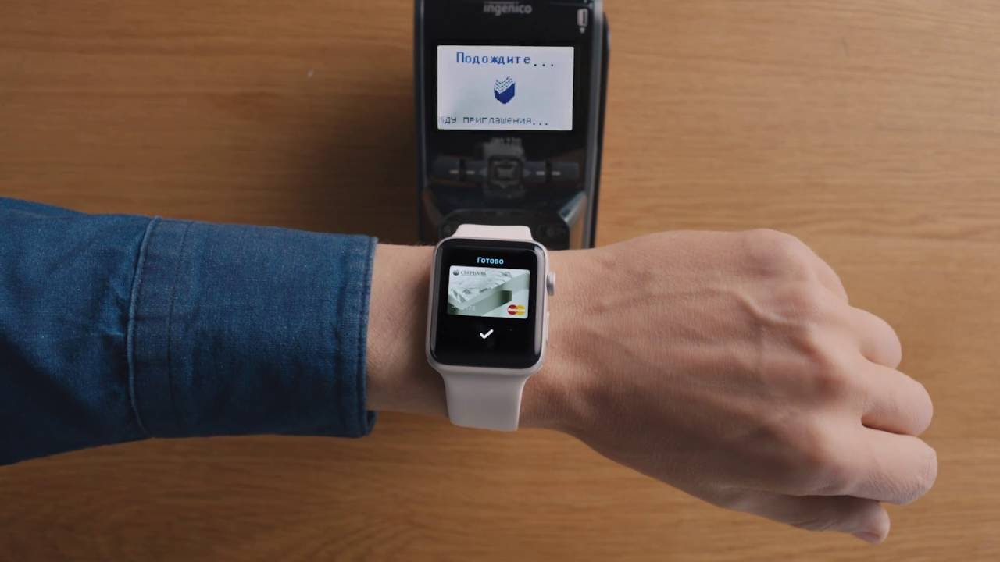 ingenico
Подождите...
приглашения...
Готово
СБЕРБАНК